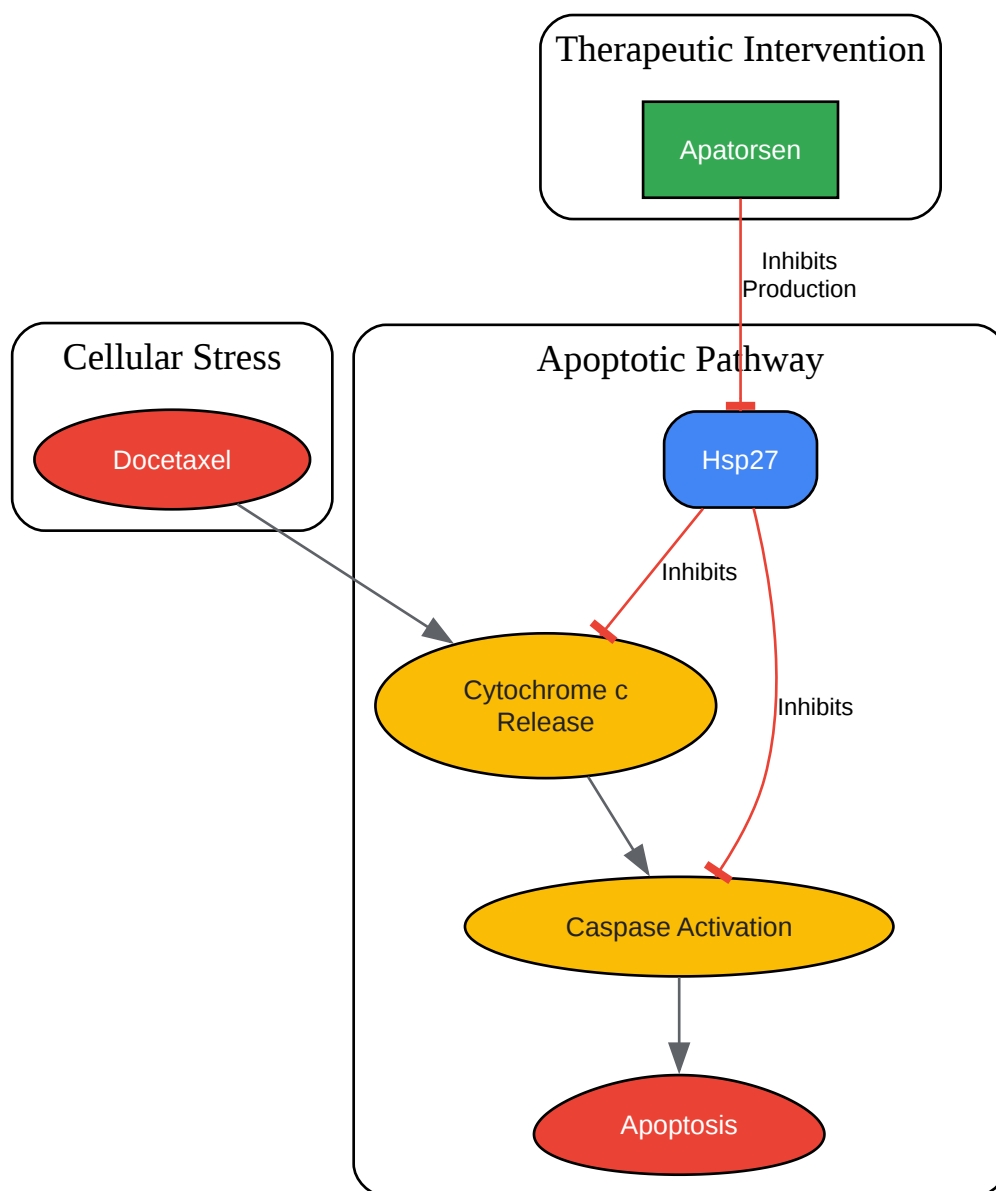 Therapeutic Intervention
Apatorsen
Inhibits
Production
Cellular Stress
Docetaxel
Apoptotic Pathway
Hsp27
Inhibits
Cytochrome c
Release
Inhibits
Caspase Activation
Apoptosis